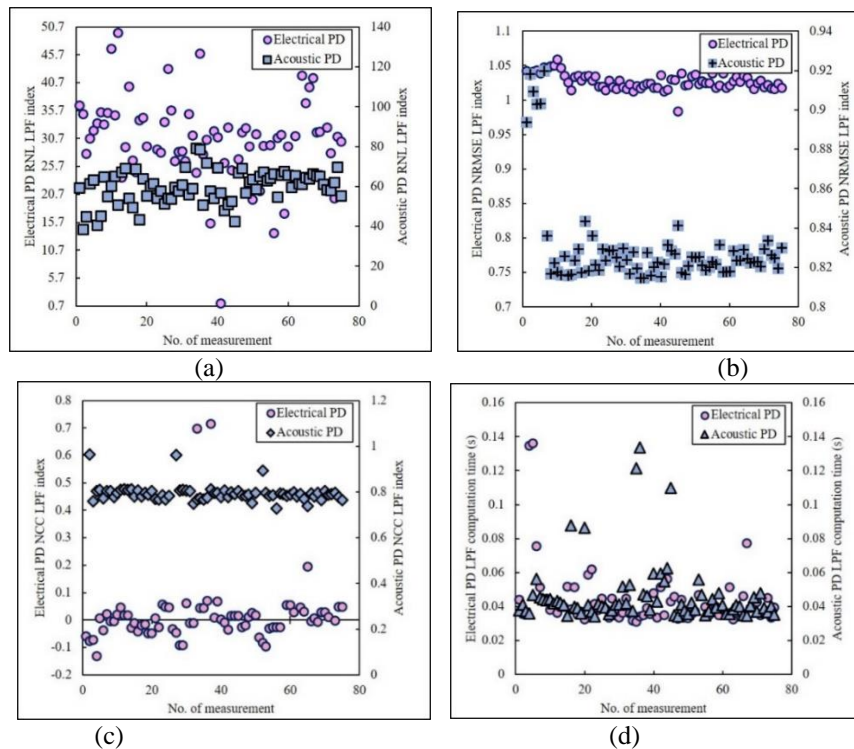 50.7
45.7
40.7
35.7
30.7
25.7
20.7
15.7
10.7
5.7
0.7
140
120
100
80
60
40
20
0
0 20 40 60 80
Electrical PD RNL LPF index
Acoustic PD RNL LPF index
No. of measurement
Electrical PD
Acoustic PD
(a)
1.1
1.05
1
0.95
0.9
0.85
0.8
0.75
0.7
0.94
0.92
0.9
0.88
0.86
0.84
0.82
0.8
0 20 40 60 80
Electrical PD NRMSE LPF index
Acoustic PD NRMSE LPF index
No. of measurement
Electrical PD
Acoustic PD
(b)
0.8
0.7
0.6
0.5
0.4
0.3
0.2
0.1
0
-0.1
-0.2
1.2
1
0.8
0.6
0.4
0.2
0
0 20 40 60 80
Electrical PD NCC LPF index
Acoustic PD NCC LPF index
No. of measurement
Electrical PD
Acoustic PD
(c)
0.16
0.14
0.12
0.10
0.08
0.06
0.04
0.02
0
0.16
0.14
0.12
0.10
0.08
0.06
0.04
0.02
0
0 20 40 60 80
Electrical PD LPF computation time (s)
Acoustic PD LPF computation time (s)
No. of measurement
Electrical PD
Acoustic PD
(d)